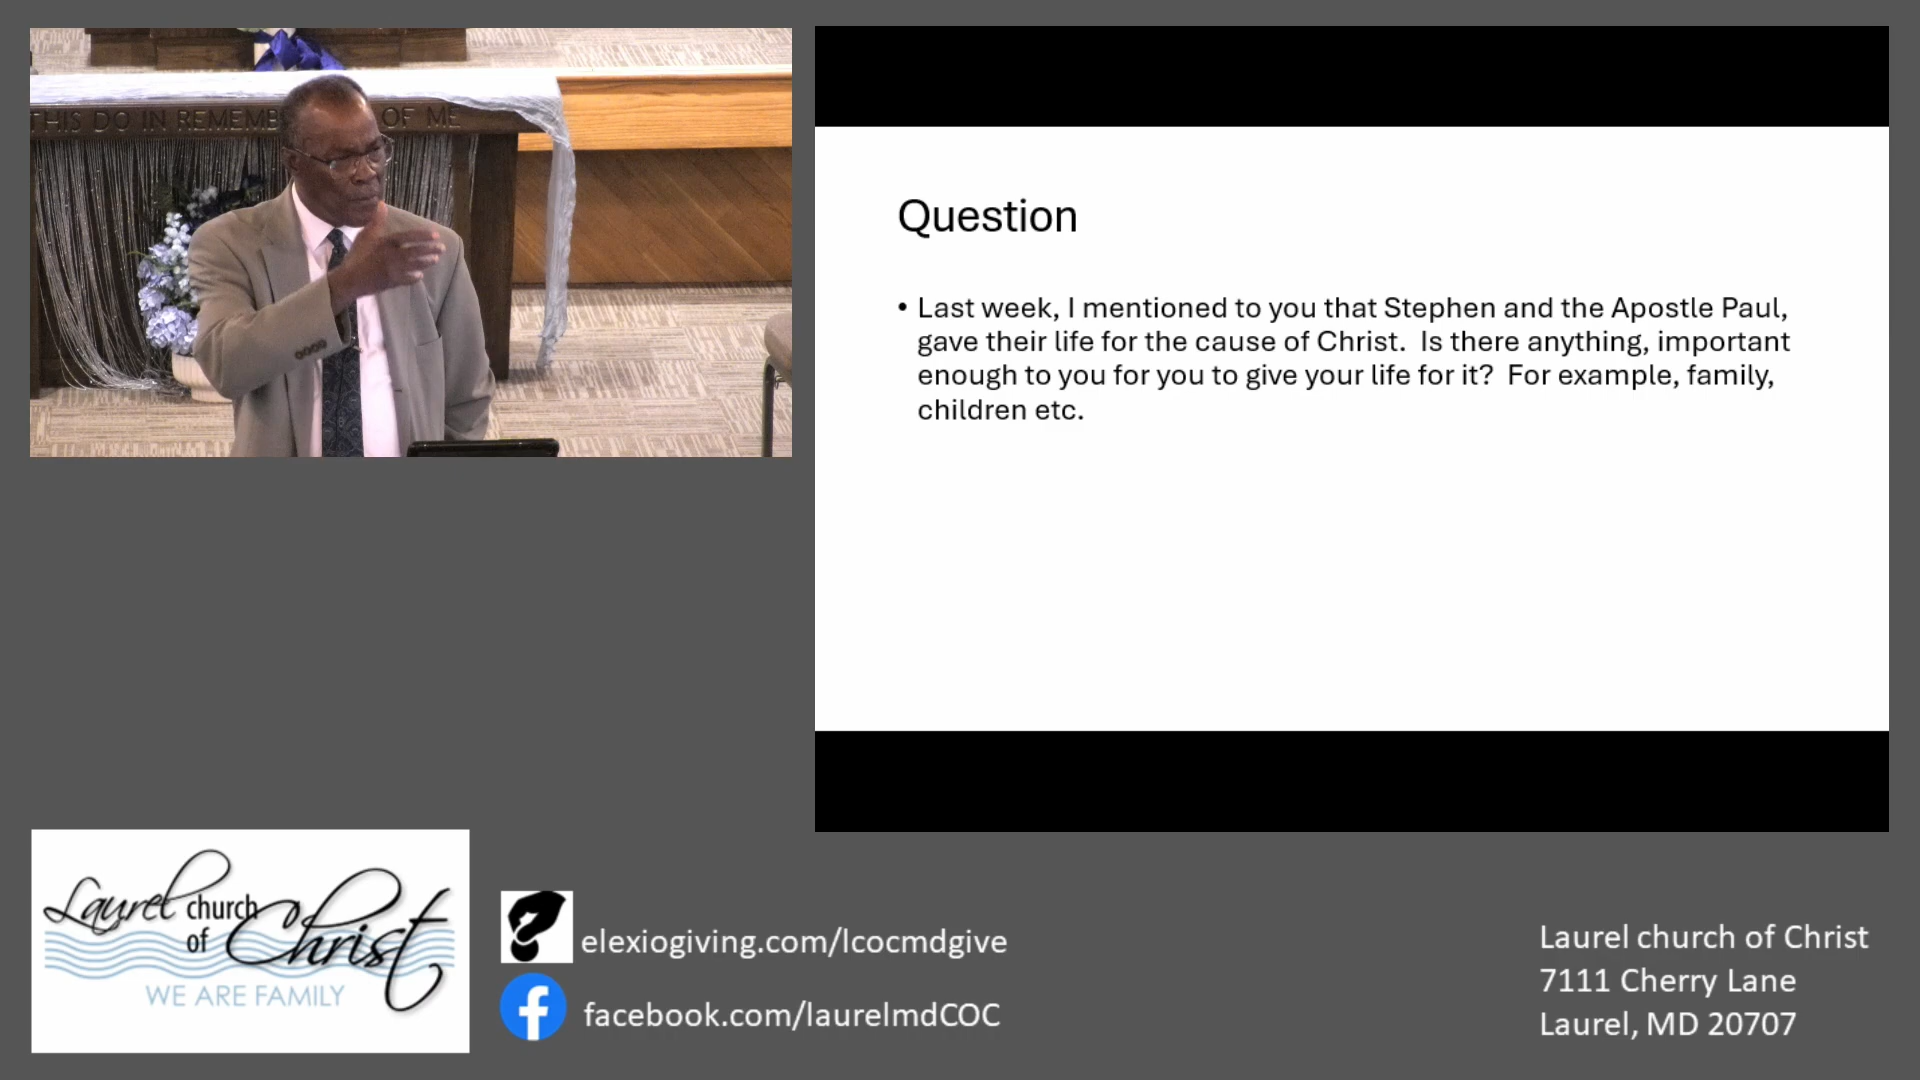 THIS DO IN REMEMB OF ME
Question
• Last week, I mentioned to you that Stephen and the Apostle Paul,
gave their life for the cause of Christ.  Is there anything, important
enough to you for you to give your life for it?  For example, family,
children etc.
Laurel church
of Christ
WE ARE FAMILY
elexiogiving.com/lcocmdgive
facebook.com/laurelmdCOC
Laurel church of Christ
7111 Cherry Lane
Laurel, MD 20707